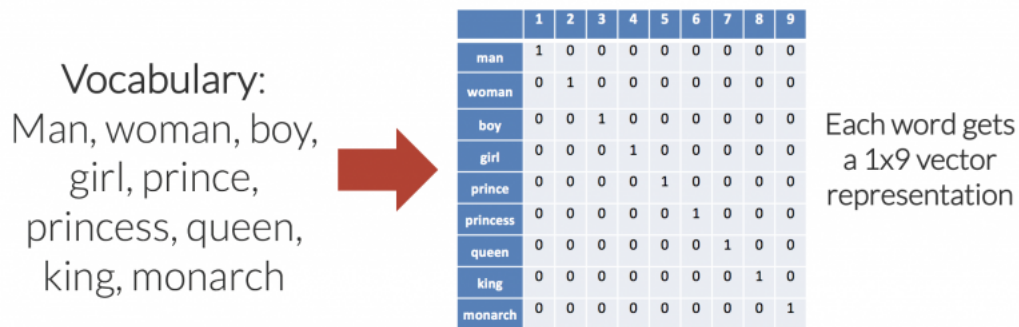 Vocabulary:
Man, woman, boy,
girl, prince,
princess, queen,
king, monarch
1 2 3 4 5 6 7 8 9
man 1 0 0 0 0 0 0 0 0
woman 0 1 0 0 0 0 0 0 0
boy 0 0 1 0 0 0 0 0 0
girl 0 0 0 1 0 0 0 0 0
prince 0 0 0 0 1 0 0 0 0
princess 0 0 0 0 0 1 0 0 0
queen 0 0 0 0 0 0 1 0 0
king 0 0 0 0 0 0 0 1 0
monarch 0 0 0 0 0 0 0 0 1
Each word gets
a 1x9 vector
representation